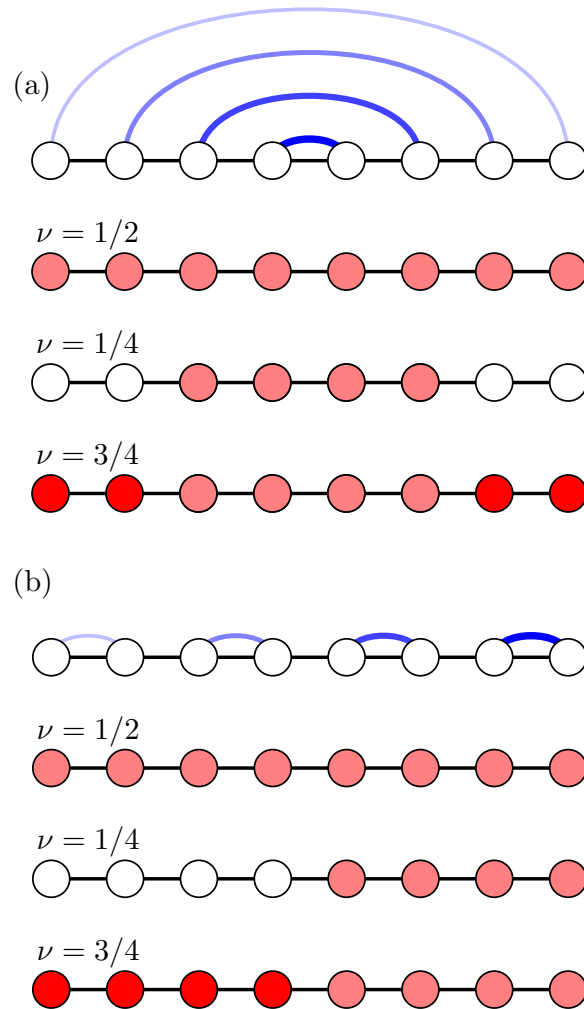 (a)
ν = 1/2
ν = 1/4
ν = 3/4
(b)
ν = 1/2
ν = 1/4
ν = 3/4